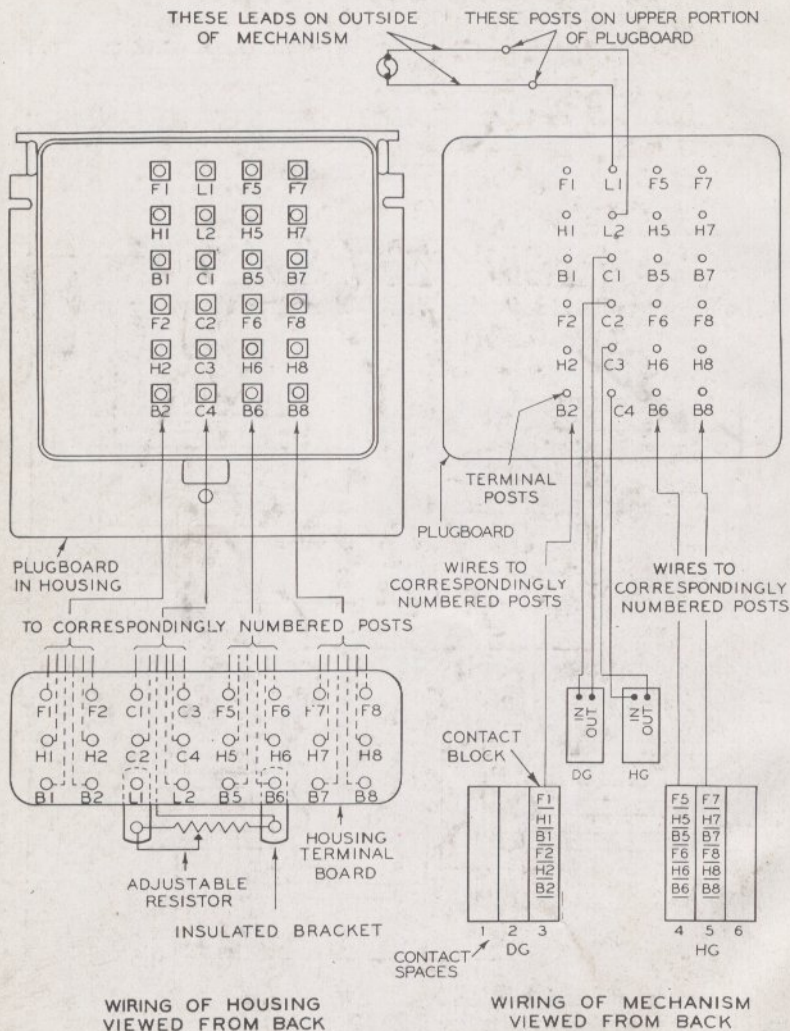 THESE LEADS ON OUTSIDE
OF MECHANISM
THESE POSTS ON UPPER PORTION
OF PLUGBOARD
F1 L1 F5 F7
H1 L2 H5 H7
B1 C1 B5 B7
F2 C2 F6 F8
H2 C3 H6 H8
B2 C4 B6 B8
PLUGBOARD
IN HOUSING
TO CORRESPONDINGLY NUMBERED POSTS
F1 F2 C1 C3 F5 F6 F7 F8
H1 H2 C2 C4 H5 H6 H7 H8
B1 B2 L1 L2 B5 B6 B7 B8
ADJUSTABLE
RESISTOR
HOUSING
TERMINAL
BOARD
INSULATED BRACKET
WIRING OF HOUSING
VIEWED FROM BACK
F1 L1 F5 F7
H1 L2 H5 H7
B1 C1 B5 B7
F2 C2 F6 F8
H2 C3 H6 H8
B2 C4 B6 B8
TERMINAL
POSTS
PLUGBOARD
WIRES TO
CORRESPONDINGLY
NUMBERED POSTS
WIRES TO
CORRESPONDINGLY
NUMBERED POSTS
IN
OUT
DG
IN
OUT
HG
CONTACT
BLOCK
F1
H1
B1
F2
H2
B2
F5 F7
H5 H7
B5 B7
F6 F8
H6 H8
B6 B8
1 2 3
DG
4 5 6
HG
CONTACT
SPACES
WIRING OF MECHANISM
VIEWED FROM BACK